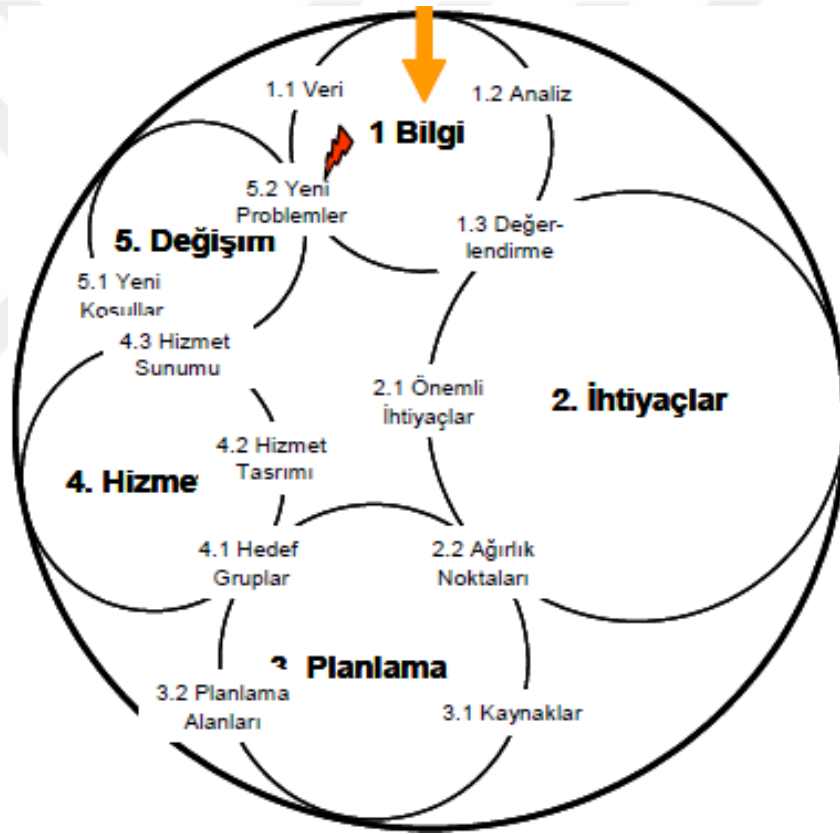 1.1 Veri
1.2 Analiz
1 Bilgi
1.3 Değer-
lendirme
2. İhtiyaçlar
2.1 Önemli
İhtiyaçlar
2.2 Ağırlık
Noktaları
3. Planlama
3.1 Kaynaklar
3.2 Planlama
Alanları
4. Hizme
4.1 Hedef
Gruplar
4.2 Hizmet
Tasrımı
4.3 Hizmet
Sunumu
5. Değişim
5.1 Yeni
Koşullar
5.2 Yeni
Problemler